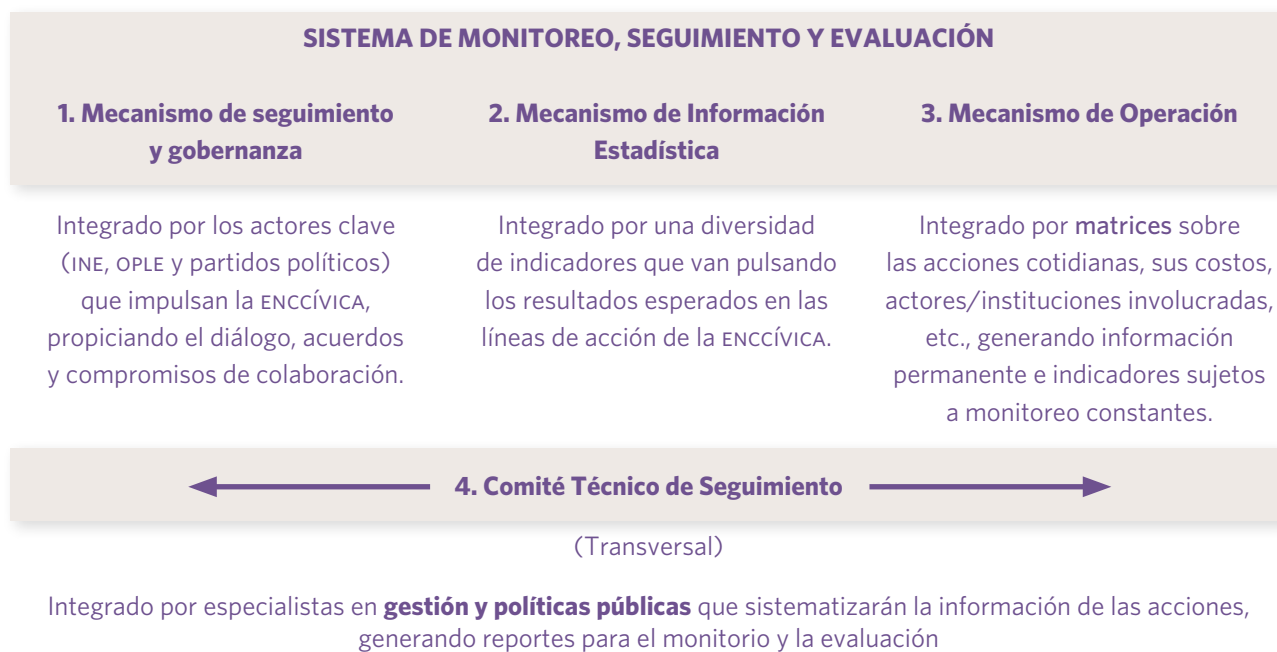 SISTEMA DE MONITOREO, SEGUIMIENTO Y EVALUACIÓN
1. Mecanismo de seguimiento
y gobernanza
2. Mecanismo de Información
Estadística
3. Mecanismo de Operación
Integrado por los actores clave
(INE, OPLE y partidos políticos)
que impulsan la ENCCÍVICA,
propiciando el diálogo, acuerdos
y compromisos de colaboración.
Integrado por una diversidad
de indicadores que van pulsando
los resultados esperados en las
líneas de acción de la ENCCÍVICA.
Integrado por matrices sobre
las acciones cotidianas, sus costos,
actores/instituciones involucradas,
etc., generando información
permanente e indicadores sujetos
a monitoreo constantes.
4. Comité Técnico de Seguimiento
(Transversal)
Integrado por especialistas en gestión y políticas públicas que sistematizarán la información de las acciones,
generando reportes para el monitorio y la evaluación